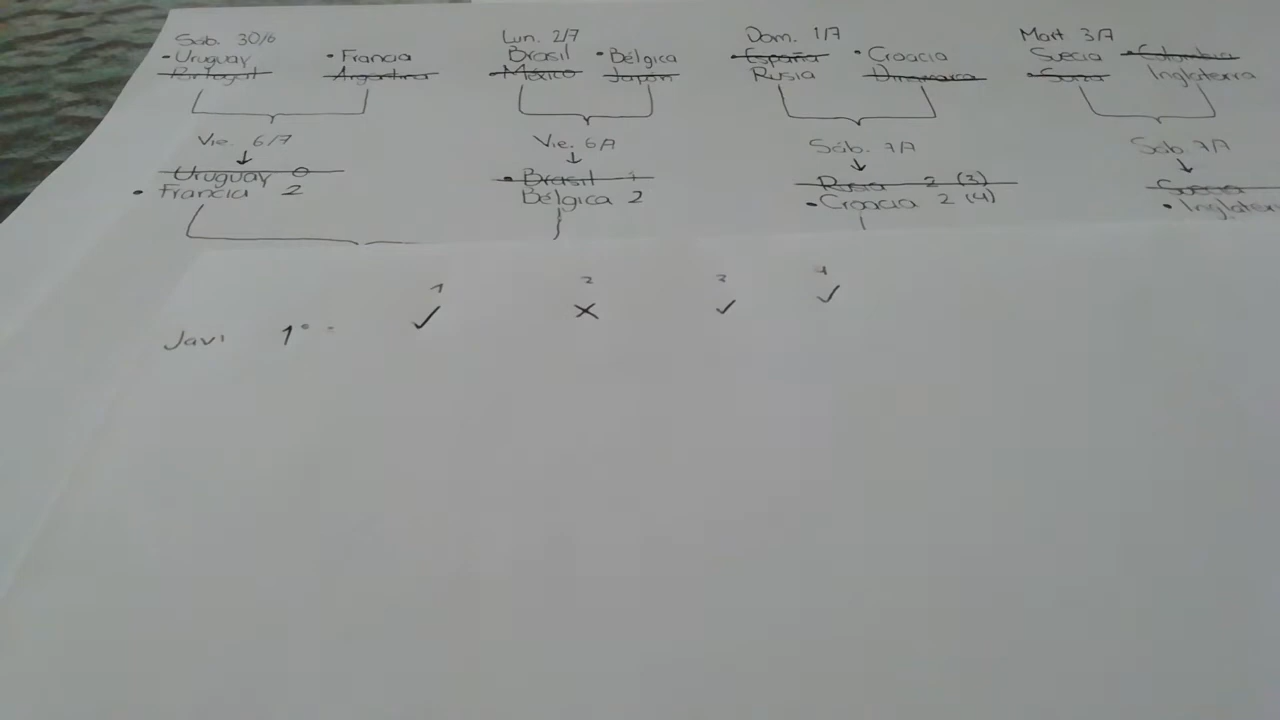 Sáb. 30/6 Lun. 2/7 Dom. 1/7 Mart 3/7
• Uruguay • Francia Brasil • Bélgica España • Croacia Suecia • Colombia
Portugal Argentina México Japón Rusia Dinamarca Suiza Inglaterra
Vie. 6/7 Vie. 6/7 Sáb. 7/7 Sáb. 7/7
Uruguay 0 • Brasil 1 Rusia 2 (3) Suecia
• Francia 2 Bélgica 2 • Croacia 2 (4) • Inglater
1 2 3 4
Javi 1° ✓ ✗ ✓ ✓